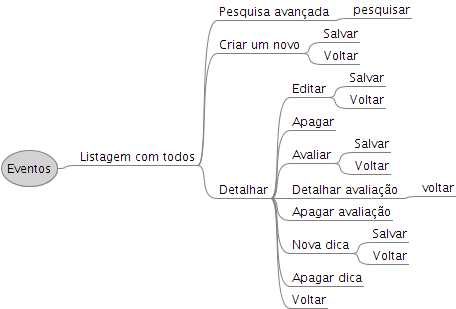 Eventos
Listagem com todos
Pesquisa avançada
pesquisar
Criar um novo
Salvar
Voltar
Detalhar
Editar
Salvar
Voltar
Apagar
Avaliar
Salvar
Voltar
Detalhar avaliação
voltar
Apagar avaliação
Nova dica
Salvar
Voltar
Apagar dica
Voltar